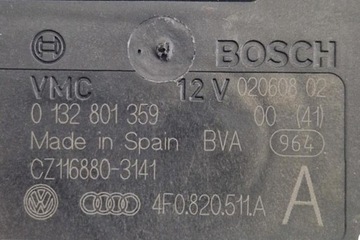 BOSCH
VMC 12 V 020608 02
0 132 801 359 00 (41)
Made in Spain BVA 964
CZ116880-3141
4F0.820.511.A A